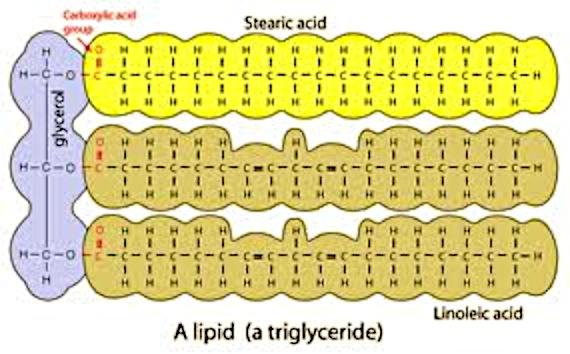 Carboxylic acid
group
Stearic acid
H O H H H H H H H H H H H H H H H H H
H-C-O-C-C-C-C-C-C-C-C-C-C-C-C-C-C-C-C-C-C-H
H H H H H H H H H H H H H H H H H
glycerol
O H H H H H H H H H H H H H
H-C-O-C-C-C-C-C-C-C=C-C-C=C-C-C-C-C-C-C-C-H
H H H H H H H H H H H H H H H H H
O H H H H H H H H H H H H H
H-C-O-C-C-C-C-C-C-C=C-C-C=C-C-C-C-C-C-C-C-H
H H H H H H H H H H H H H H H H H H
Linoleic acid
A lipid (a triglyceride)